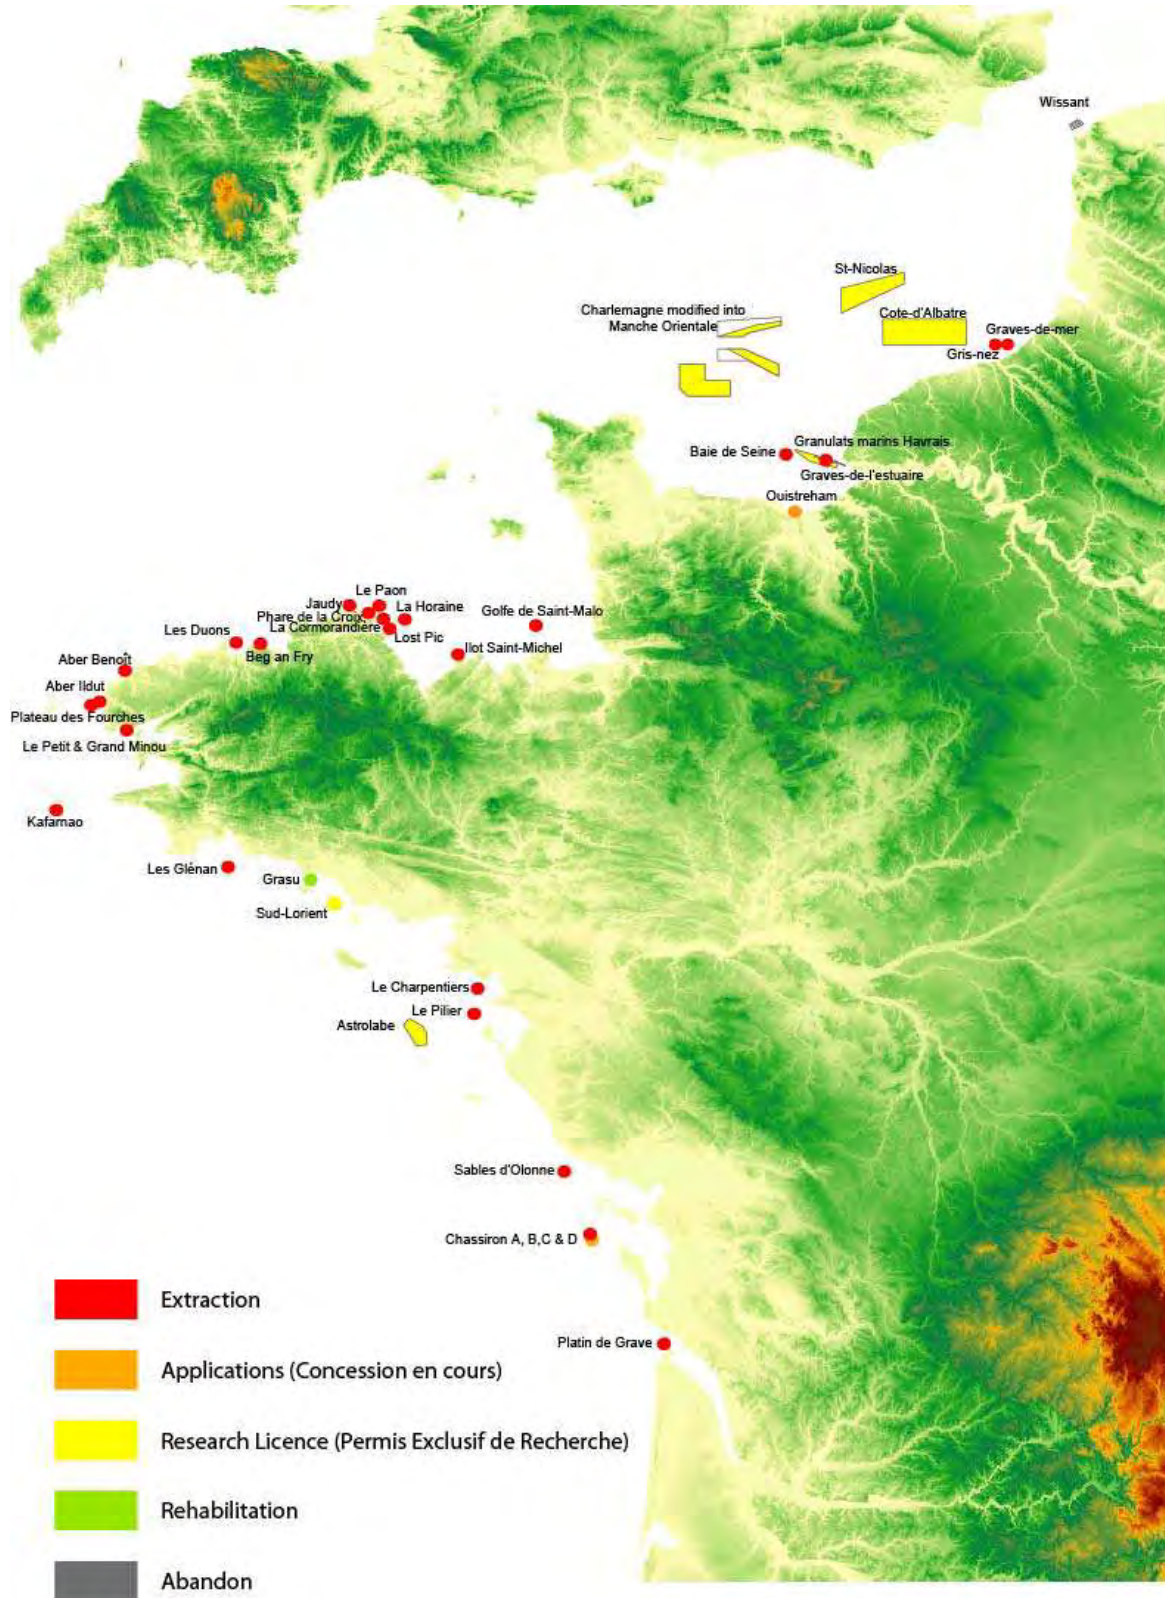 Wissant
St-Nicolas
Charlemagne modified into
Manche Orientale
Cote-d'Albatre
Graves-de-mer
Gris-nez
Granulats marins Havrais
Baie de Seine
Graves-de-l'estuaire
Ouistreham
Le Paon
Jaudy
La Horaine
Phare de la Croix
Golfe de Saint-Malo
La Cormorandière
Les Duons
Lost Pic
Ilot Saint-Michel
Beg an Fry
Aber Benoît
Aber Ildut
Plateau des Fourches
Le Petit & Grand Minou
Kafarnao
Les Glénan
Grasu
Sud-Lorient
Le Charpentiers
Le Pilier
Astrolabe
Sables d'Olonne
Chassiron A, B,C & D
Platin de Grave
Extraction
Applications (Concession en cours)
Research Licence (Permis Exclusif de Recherche)
Rehabilitation
Abandon